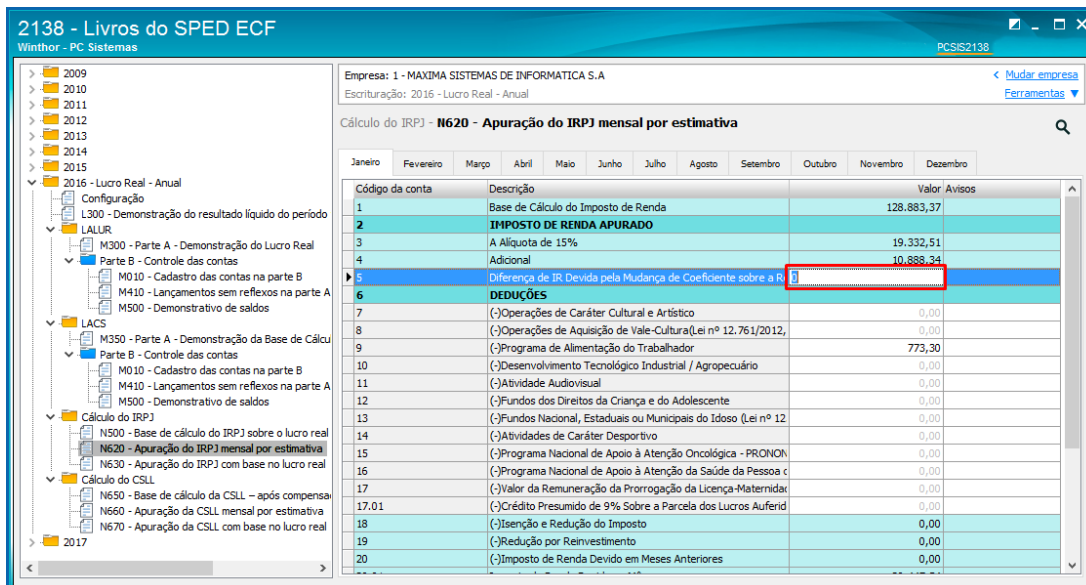 2138 - Livros do SPED ECF
Winthor - PC Sistemas
PCSIS2138
2009
2010
2011
2012
2013
2014
2015
2016 - Lucro Real - Anual
Configuração
L300 - Demonstração do resultado líquido do período
LALUR
M300 - Parte A - Demonstração do Lucro Real
Parte B - Controle das contas
M010 - Cadastro das contas na parte B
M410 - Lançamentos sem reflexos na parte A
M500 - Demonstrativo de saldo
LACS
M350 - Parte A - Demonstração da Base de Cálcu
Parte B - Controle das contas
M010 - Cadastro das contas na parte B
M410 - Lançamentos sem reflexos na parte A
M500 - Demonstrativo de saldos
Cálculo do IRPJ
N500 - Base de cálculo do IRPJ sobre o lucro real
N620 - Apuração do IRPJ mensal por estimativa
N630 - Apuração do IRPJ com base no lucro real
Cálculo do CSLL
N650 - Base de cálculo da CSLL – após compensa
N660 - Apuração da CSLL mensal por estimativa
N670 - Apuração da CSLL com base no lucro real
2017
Empresa: 1 - MAXIMA SISTEMAS DE INFORMATICA S.A
Mudar empresa
Escrituração: 2016 - Lucro Real - Anual
Ferramentas
Cálculo do IRPJ - N620 - Apuração do IRPJ mensal por estimativa
Janeiro Fevereiro Março Abril Maio Junho Julho Agosto Setembro Outubro Novembro Dezembro
Código da conta Descrição Valor Avisos
1 Base de Cálculo do Imposto de Renda 128.883,37
2 IMPOSTO DE RENDA APURADO
3 A Alíquota de 15% 19.332,51
4 Adicional 10.888,34
5 Diferença de IR Devida pela Mudança de Coeficiente sobre a R 0
6 DEDUÇÕES
7 (-)Operações de Caráter Cultural e Artístico 0,00
8 (-)Operações de Aquisição de Vale-Cultura(Lei nº 12.761/2012, 0,00
9 (-)Programa de Alimentação do Trabalhador 773,30
10 (-)Desenvolvimento Tecnológico Industrial / Agropecuário 0,00
11 (-)Atividade Audiovisual 0,00
12 (-)Fundos dos Direitos da Criança e do Adolescente 0,00
13 (-)Fundos Nacional, Estaduais ou Municipais do Idoso (Lei nº 12 0,00
14 (-)Atividades de Caráter Desportivo 0,00
15 (-)Programa Nacional de Apoio à Atenção Oncológica - PRONON 0,00
16 (-)Programa Nacional de Apoio à Atenção da Saúde da Pessoa c 0,00
17 (-)Valor da Remuneração da Prorrogação da Licença-Maternidad 0,00
17.01 (-)Crédito Presumido de 9% Sobre a Parcela dos Lucros Auferid 0,00
18 (-)Isenção e Redução do Imposto 0,00
19 (-)Redução por Reinvestimento 0,00
20 (-)Imposto de Renda Devido em Meses Anteriores 0,00